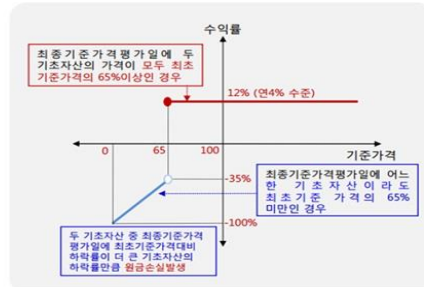 수익률
최종기준가격평가일에 두
기초자산의 가격이 모두 최초
기준가격의 65%이상인 경우
12% (연4% 수준)
0
65
100
기준가격
-35%
최종기준가격평가일에 어느
한 기초자산이라도
최초기준 가격의 65%
미만인 경우
-100%
두 기초자산 중 최종기준가격
평가일에 최초기준가격대비
하락률이 더 큰 기초자산의
하락률만큼 원금손실발생